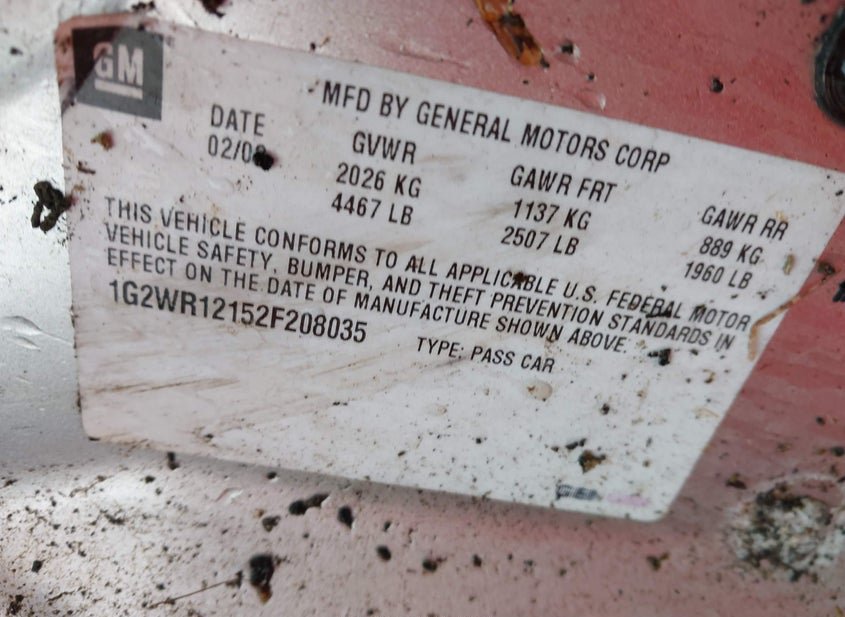 GM
MFD BY GENERAL MOTORS CORP
DATE GVWR GAWR FRT GAWR RR
2026 KG 1137 KG 889 KG
4467 LB 2507 LB 1960 LB
THIS VEHICLE CONFORMS TO ALL APPLICABLE U.S. FEDERAL MOTOR
VEHICLE SAFETY, BUMPER, AND THEFT PREVENTION STANDARDS IN
EFFECT ON THE DATE OF MANUFACTURE SHOWN ABOVE.
1G2WR12152F208035 TYPE: PASS CAR